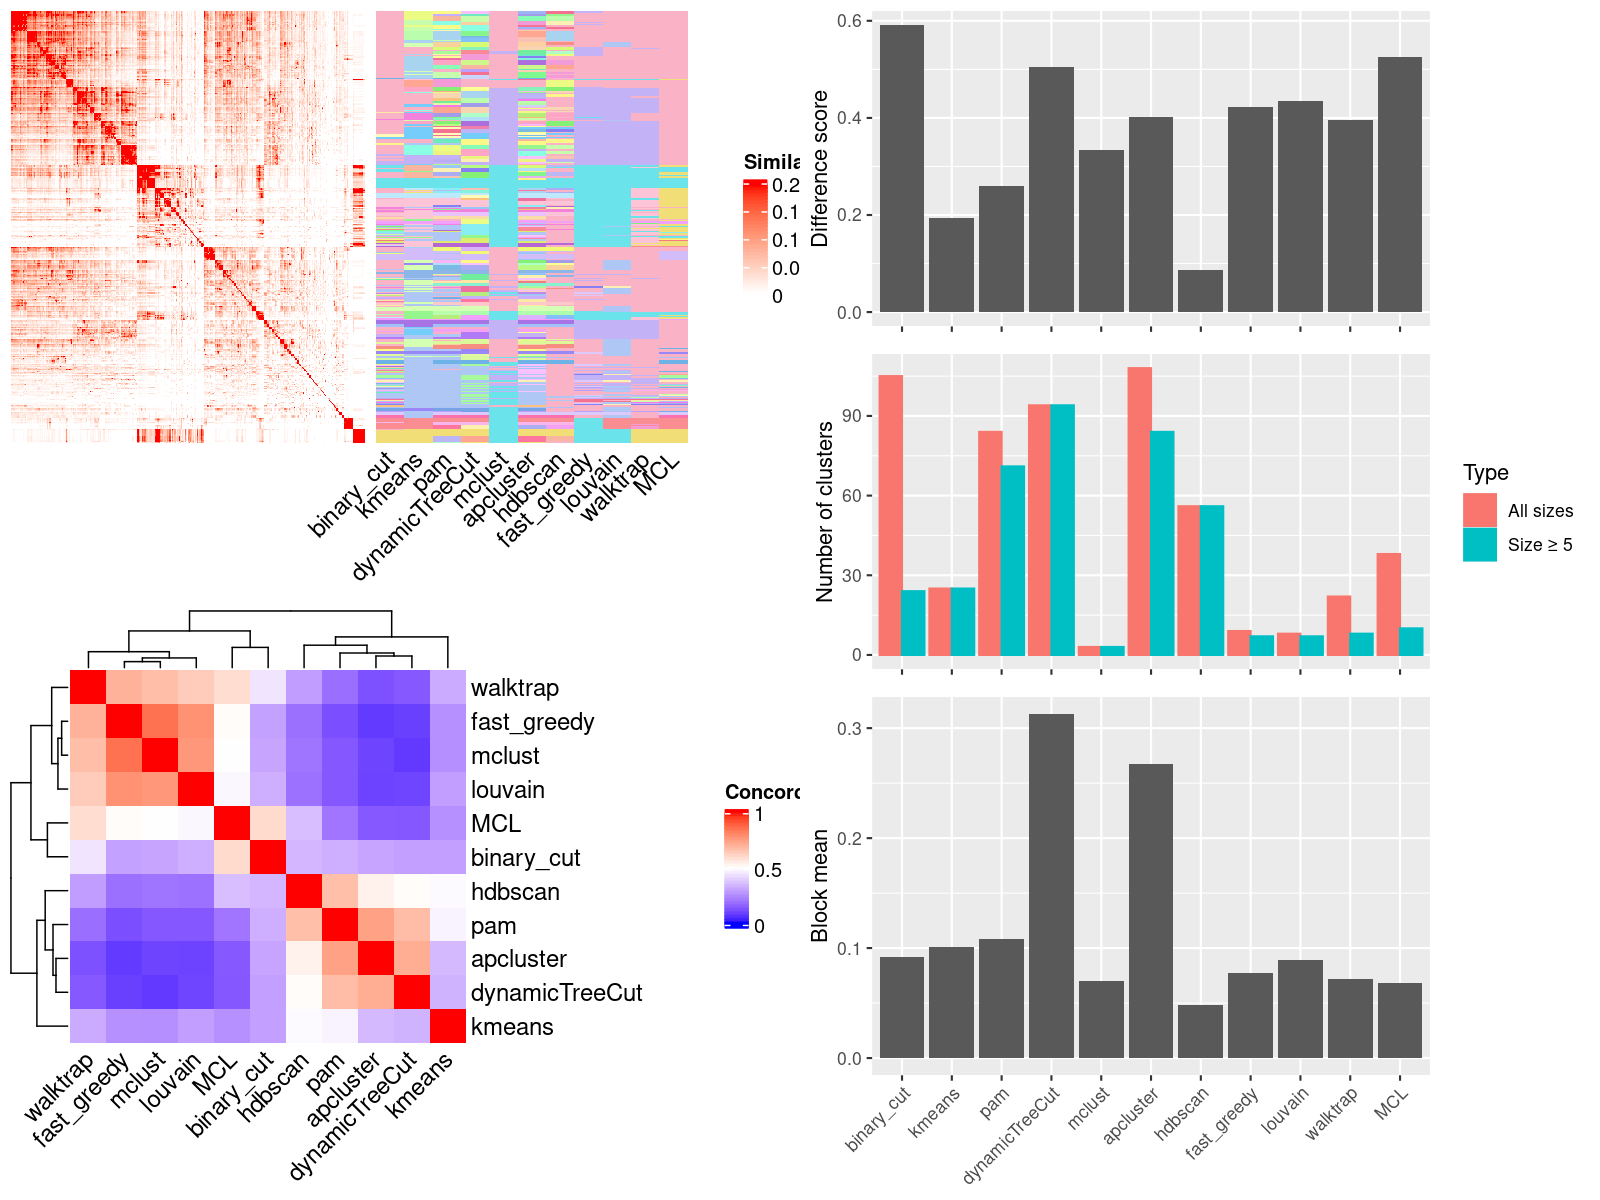 Simila
0.2
0.1
0.1
0.0
0
binary_cut
kmeans
pam
dynamicTreeCut
mclust
apcluster
hdbscan
fast_greedy
louvain
walktrap
MCL
walktrap
fast_greedy
mclust
louvain
MCL
binary_cut
hdbscan
pam
apcluster
dynamicTreeCut
kmeans
walktrap
fast_greedy
mclust
louvain
MCL
binary_cut
hdbscan
pam
apcluster
dynamicTreeCut
kmeans
Concord
1
0.5
0
Difference score
0.6
0.4
0.2
0.0
Number of clusters
90
60
30
0
Type
All sizes
Size ≥ 5
Block mean
0.3
0.2
0.1
0.0
binary_cut
kmeans
pam
dynamicTreeCut
mclust
apcluster
hdbscan
fast_greedy
louvain
walktrap
MCL